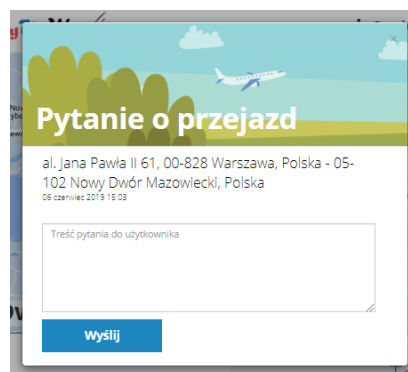 Pytanie o przejazd
al. Jana Pawła II 61, 00-828 Warszawa, Polska - 05-
102 Nowy Dwór Mazowiecki, Polska
06 czerwiec 2019 15:03
Treść pytania do użytkownika
Wyślij